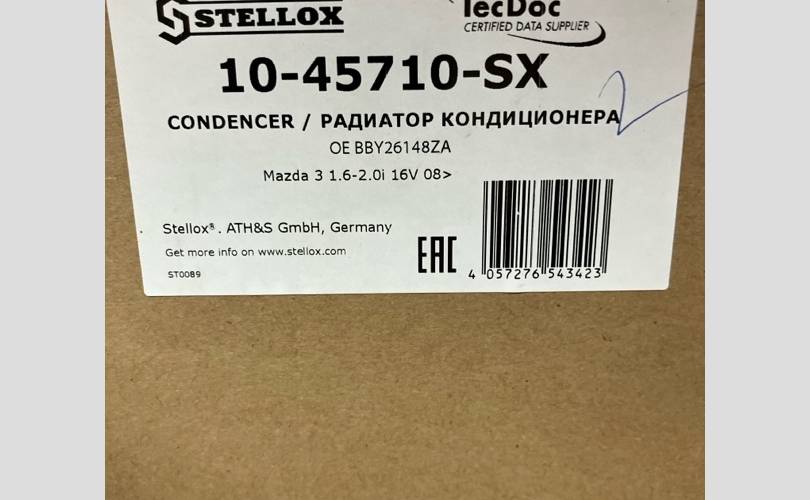 STELLOX
TecDoc
CERTIFIED DATA SUPPLIER
10-45710-SX
CONDENCER / РАДИАТОР КОНДИЦИОНЕРА
OE BBY26148ZA
Mazda 3 1.6-2.0i 16V 08>
Stellox®. ATH&S GmbH, Germany
Get more info on www.stellox.com
ST0089
EAC
4 057276 543423
2